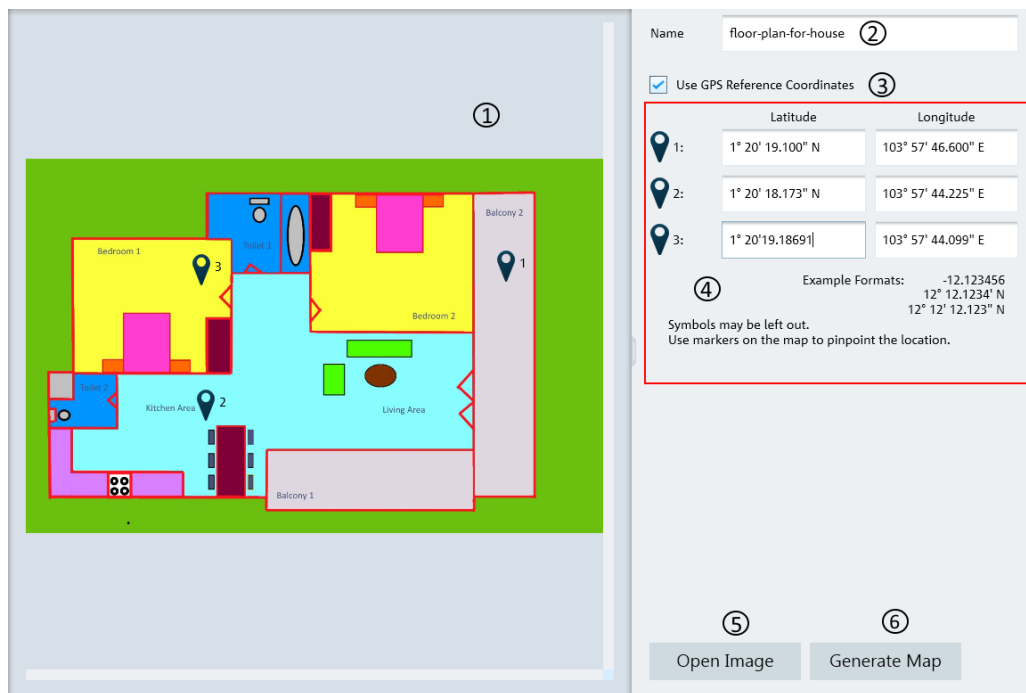 ①
Balcony 2
Toilet 1
Bedroom 1
3
1
Bedroom 2
Toilet 2
Kitchen Area
2
Living Area
Balcony 1
Name
floor-plan-for-house
②
Use GPS Reference Coordinates
③
Latitude
Longitude
1:
1° 20' 19.100" N
103° 57' 46.600" E
2:
1° 20' 18.173" N
103° 57' 44.225" E
3:
1° 20'19.18691
103° 57' 44.099" E
④
Example Formats:
-12.123456
12° 12.1234' N
12° 12' 12.123" N
Symbols may be left out.
Use markers on the map to pinpoint the location.
⑤
⑥
Open Image
Generate Map